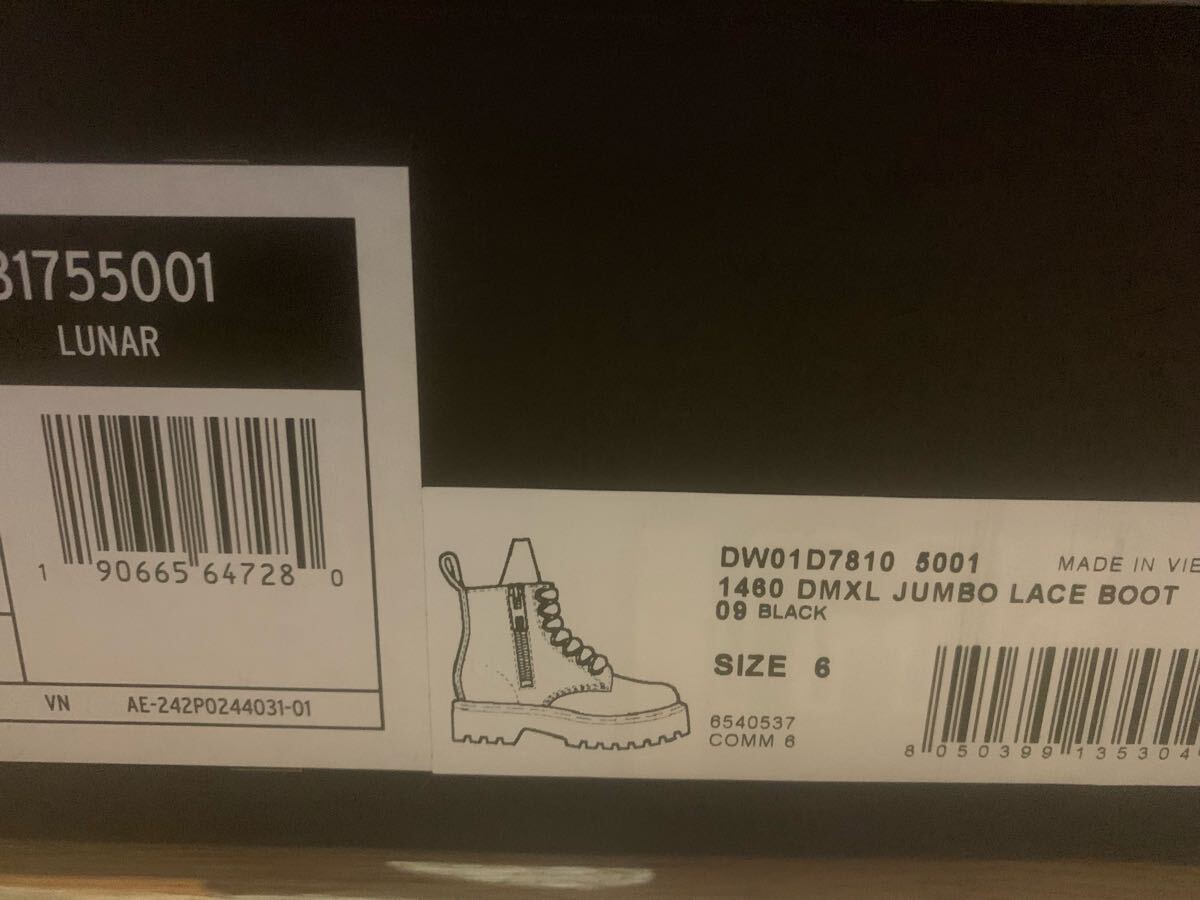 31755001
LUNAR
1 90665 64728 0
VN AE-242P0244031-01
DW01D7810 5001 MADE IN VIE
1460 DMXL JUMBO LACE BOOT
09 BLACK
SIZE 6
6540537
COMM 6
8 050399 135304